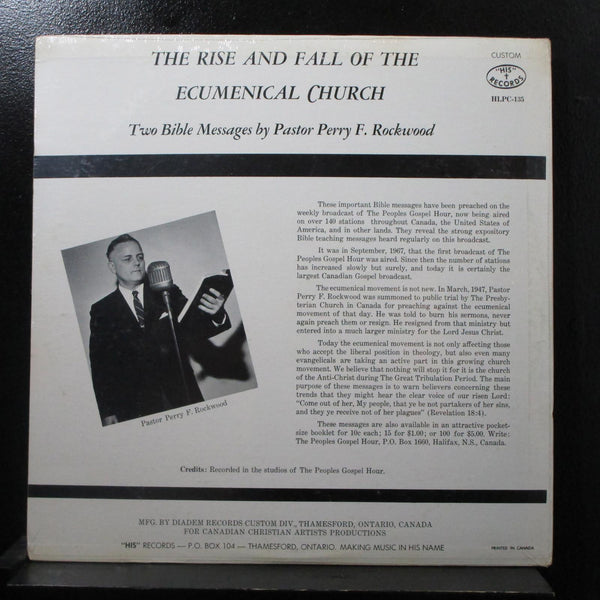 THE RISE AND FALL OF THE
ECUMENICAL CHURCH
Two Bible Messages by Pastor Perry F. Rockwood
CUSTOM
"HIS"
RECORDS
HLPC-135
These important Bible messages have been preached on the
weekly broadcast of The Peoples Gospel Hour, now being aired
on over 140 stations throughout Canada, the United States of
America, and in other lands. They reveal the strong expository
Bible teaching messages heard regularly on this broadcast.
It was in September, 1967, that the first broadcast of The
Peoples Gospel Hour was aired. Since then the number of stations
has increased slowly but surely, and today it is certainly the
largest Canadian Gospel broadcast.
The ecumenical movement is not new. In March, 1947, Pastor
Perry F. Rockwood was summoned to public trial by The Presby-
terian Church in Canada for preaching against the ecumenical
movement of that day. He was told to burn his sermons, never
again preach them or resign. He resigned from that ministry but
entered into a much larger ministry for the Lord Jesus Christ.
Today the ecumenical movement is not only affecting those
who accept the liberal position in theology, but also even many
evangelicals are taking an active part in this growing church
movement. We believe that nothing will stop it for it is the church
of the Anti-Christ during The Great Tribulation Period. The main
purpose of these messages is to warn believers concerning these
trends that they might hear the clear voice of our risen Lord:
"Come out of her, My people, that ye be not partakers of her sins,
and they ye receive not of her plagues" (Revelation 18:4).
These messages are also available in an attractive pocket-
size booklet for 10c each; 15 for $1.00; or 100 for $5.00. Write:
The Peoples Gospel Hour, P.O. Box 1660, Halifax, N.S., Canada.
Pastor Perry F. Rockwood
Credits: Recorded in the studios of The Peoples Gospel Hour.
MFG. BY DIADEM RECORDS CUSTOM DIV., THAMESFORD, ONTARIO, CANADA
FOR CANADIAN CHRISTIAN ARTISTS PRODUCTIONS
"HIS" RECORDS — P.O. BOX 104 — THAMESFORD, ONTARIO. MAKING MUSIC IN HIS NAME
PRINTED IN CANADA